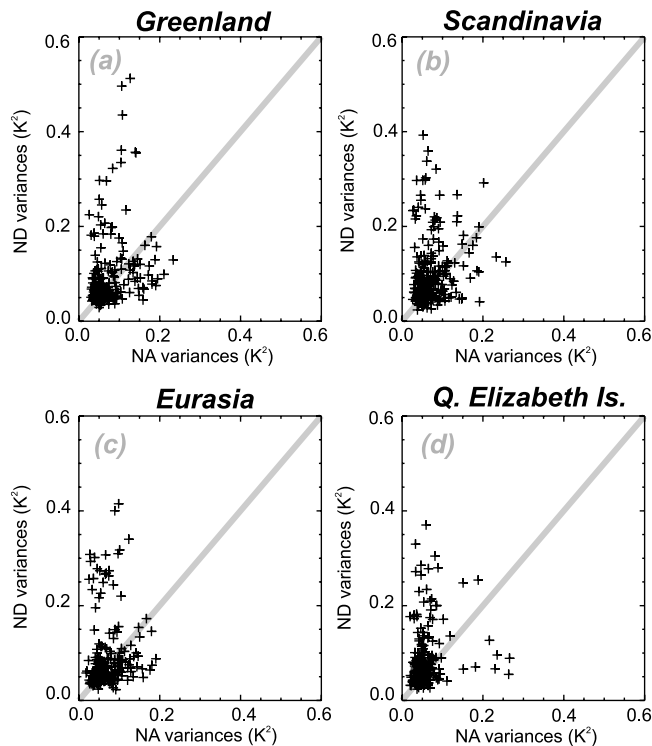 Greenland
Scandinavia
(a)
(b)
ND variances (K²)
0.6
0.4
0.2
0.0
0.0 0.2 0.4 0.6
NA variances (K²)
ND variances (K²)
0.6
0.4
0.2
0.0
0.0 0.2 0.4 0.6
NA variances (K²)
Eurasia
Q. Elizabeth Is.
(c)
(d)
ND variances (K²)
0.6
0.4
0.2
0.0
0.0 0.2 0.4 0.6
NA variances (K²)
ND variances (K²)
0.6
0.4
0.2
0.0
0.0 0.2 0.4 0.6
NA variances (K²)